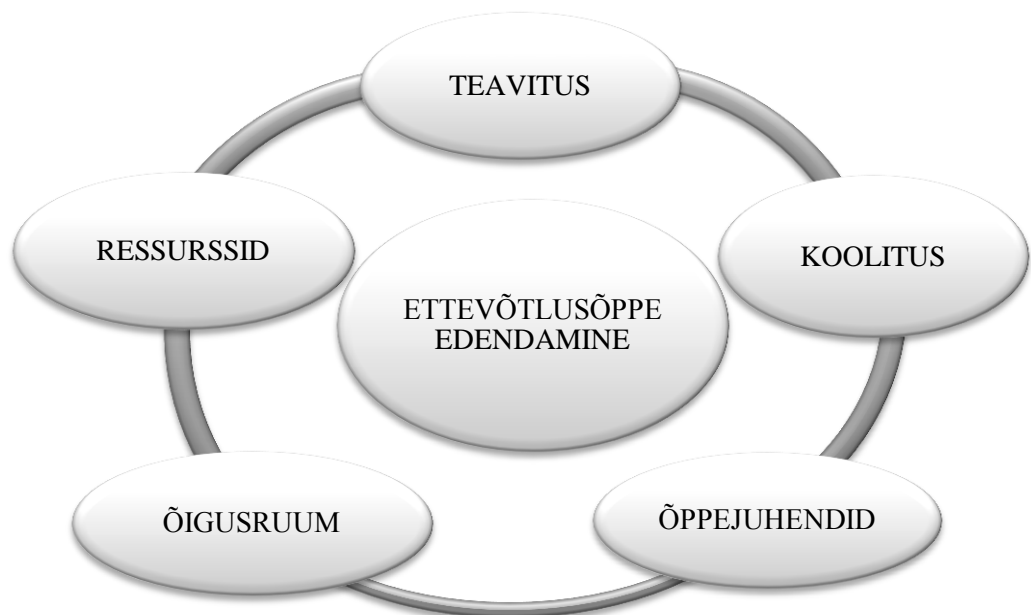 TEAVITUS
RESSURSSID
KOOLITUS
ETTEVÕTLUSÕPPE
EDENDAMINE
ÕIGUSRUUM
ÕPPEJUHENDID